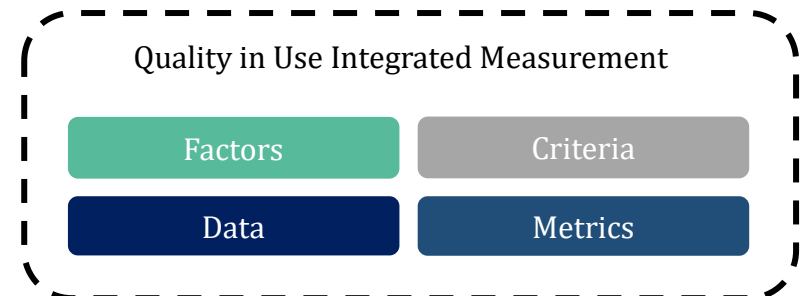 Quality in Use Integrated Measurement
Factors
Criteria
Data
Metrics